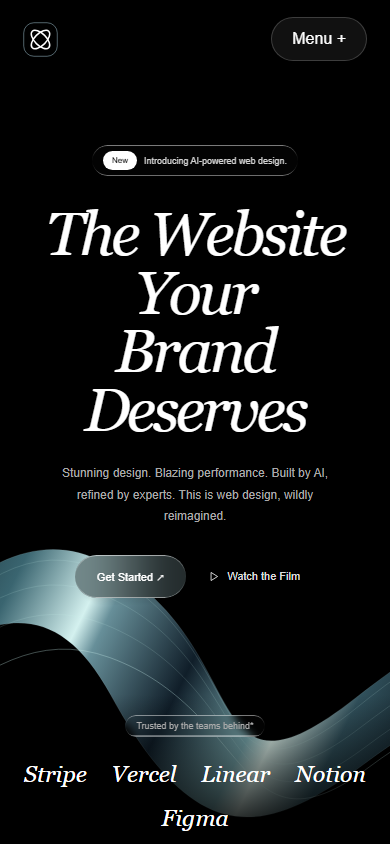 Menu +
New Introducing AI-powered web design.
The Website
Your
Brand
Deserves
Stunning design. Blazing performance. Built by AI,
refined by experts. This is web design, wildly
reimagined.
Get Started ↗ Watch the Film
Trusted by the teams behind*
Stripe Vercel Linear Notion
Figma